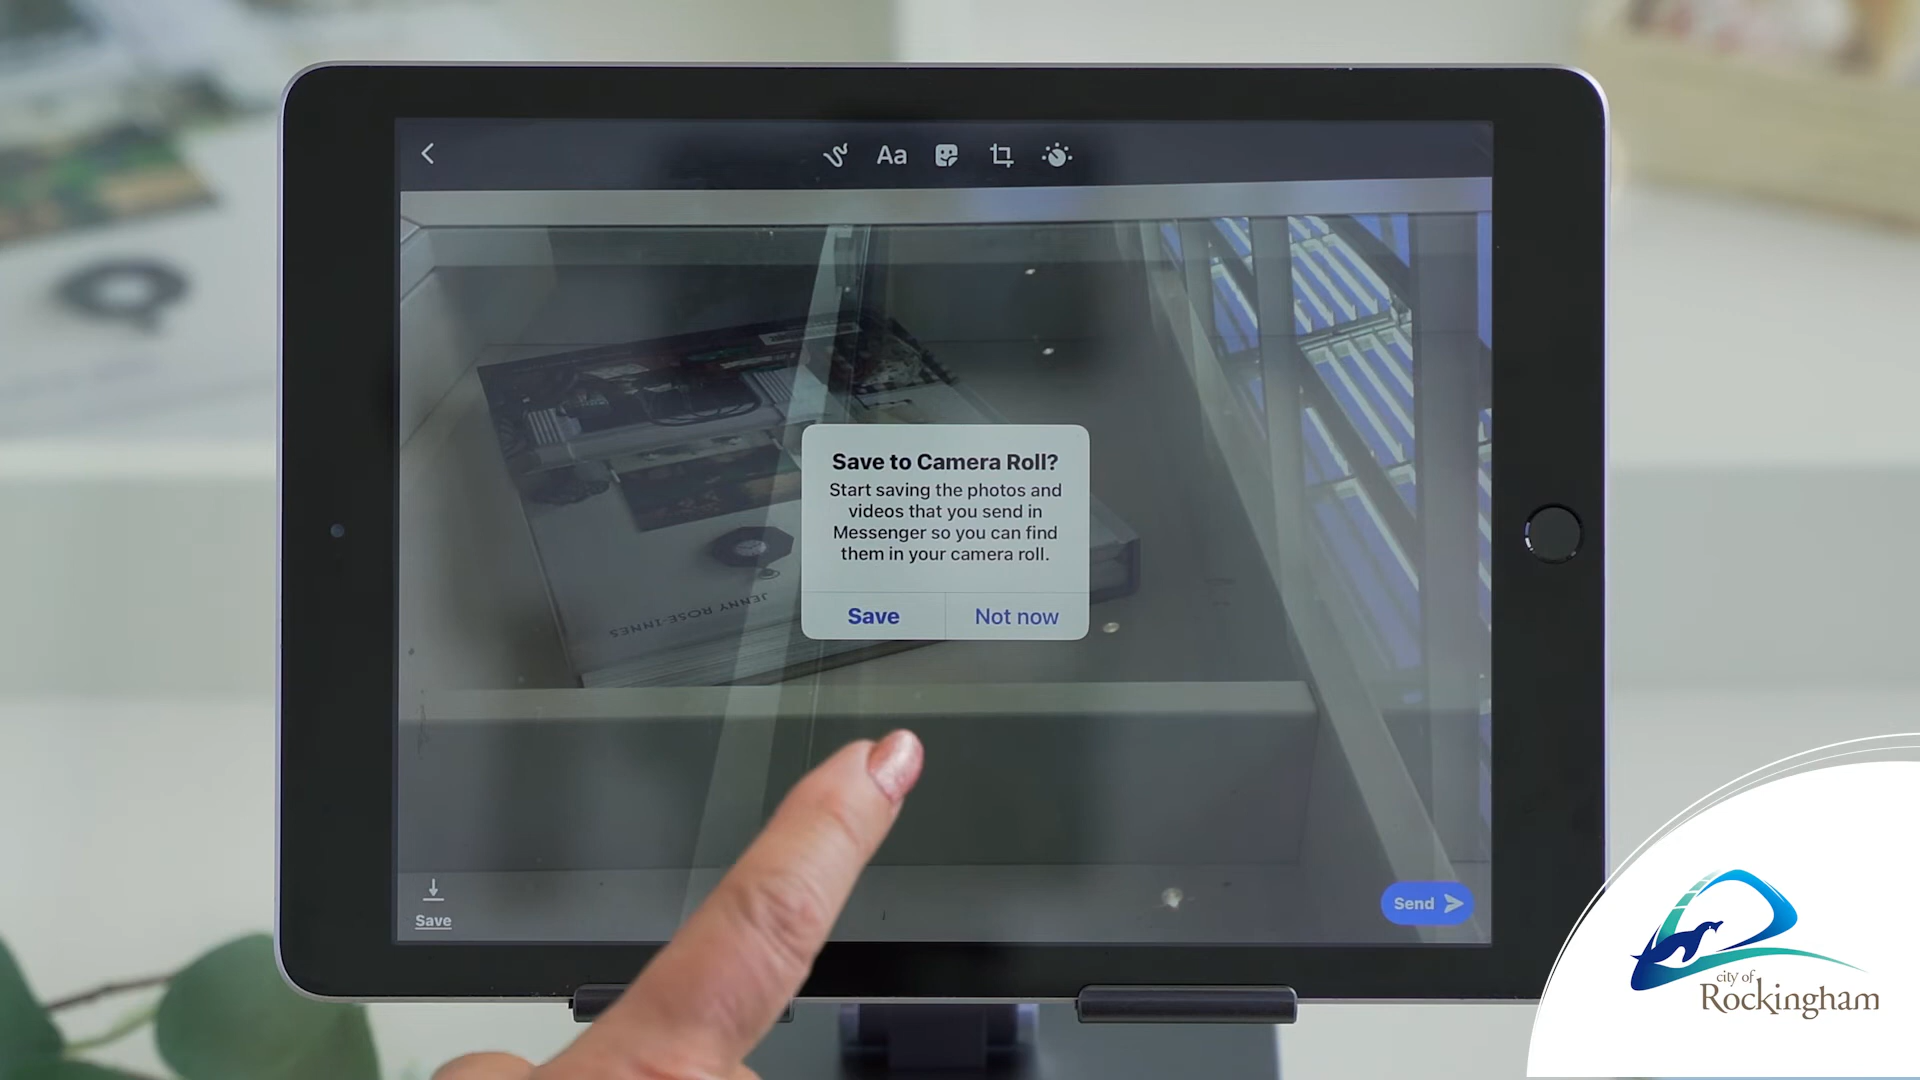 Aa
Save to Camera Roll?
Start saving the photos and
videos that you send in
Messenger so you can find
them in your camera roll.
Save
Not now
JENNY ROSE-INNES
Save
Send
city of
Rockingham